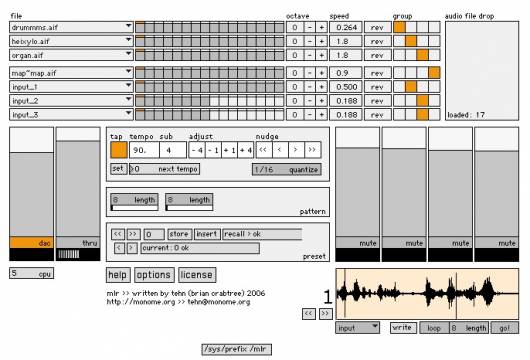 file octave speed group audio file drop
drummms.aif 0 - + 0.264 rev
heixylo.aif 0 - + 1.8 rev
organ.aif 0 - + 1.8 rev
map~map.aif 0 - + 0.9 rev
input_1 0 - + 0.500 rev
input_2 0 - + 0.188 rev
input_3 0 - + 0.188 rev
loaded: 17
tap tempo sub adjust nudge
90. 4 -4 -1 +1 +4 << < > >>
set >0 next tempo 1/16 quantize
8 length 8 length
pattern
<< >> 0 store insert recall > ok
< > current: 0 ok
preset
dac thru
mute mute mute mute
5 cpu
help options license
mlr >> written by tehn (brian crabtree) 2006
http://monome.org >> tehn@monome.org
1
<< >>
input write loop 8 length go!
/sys/prefix /mlr